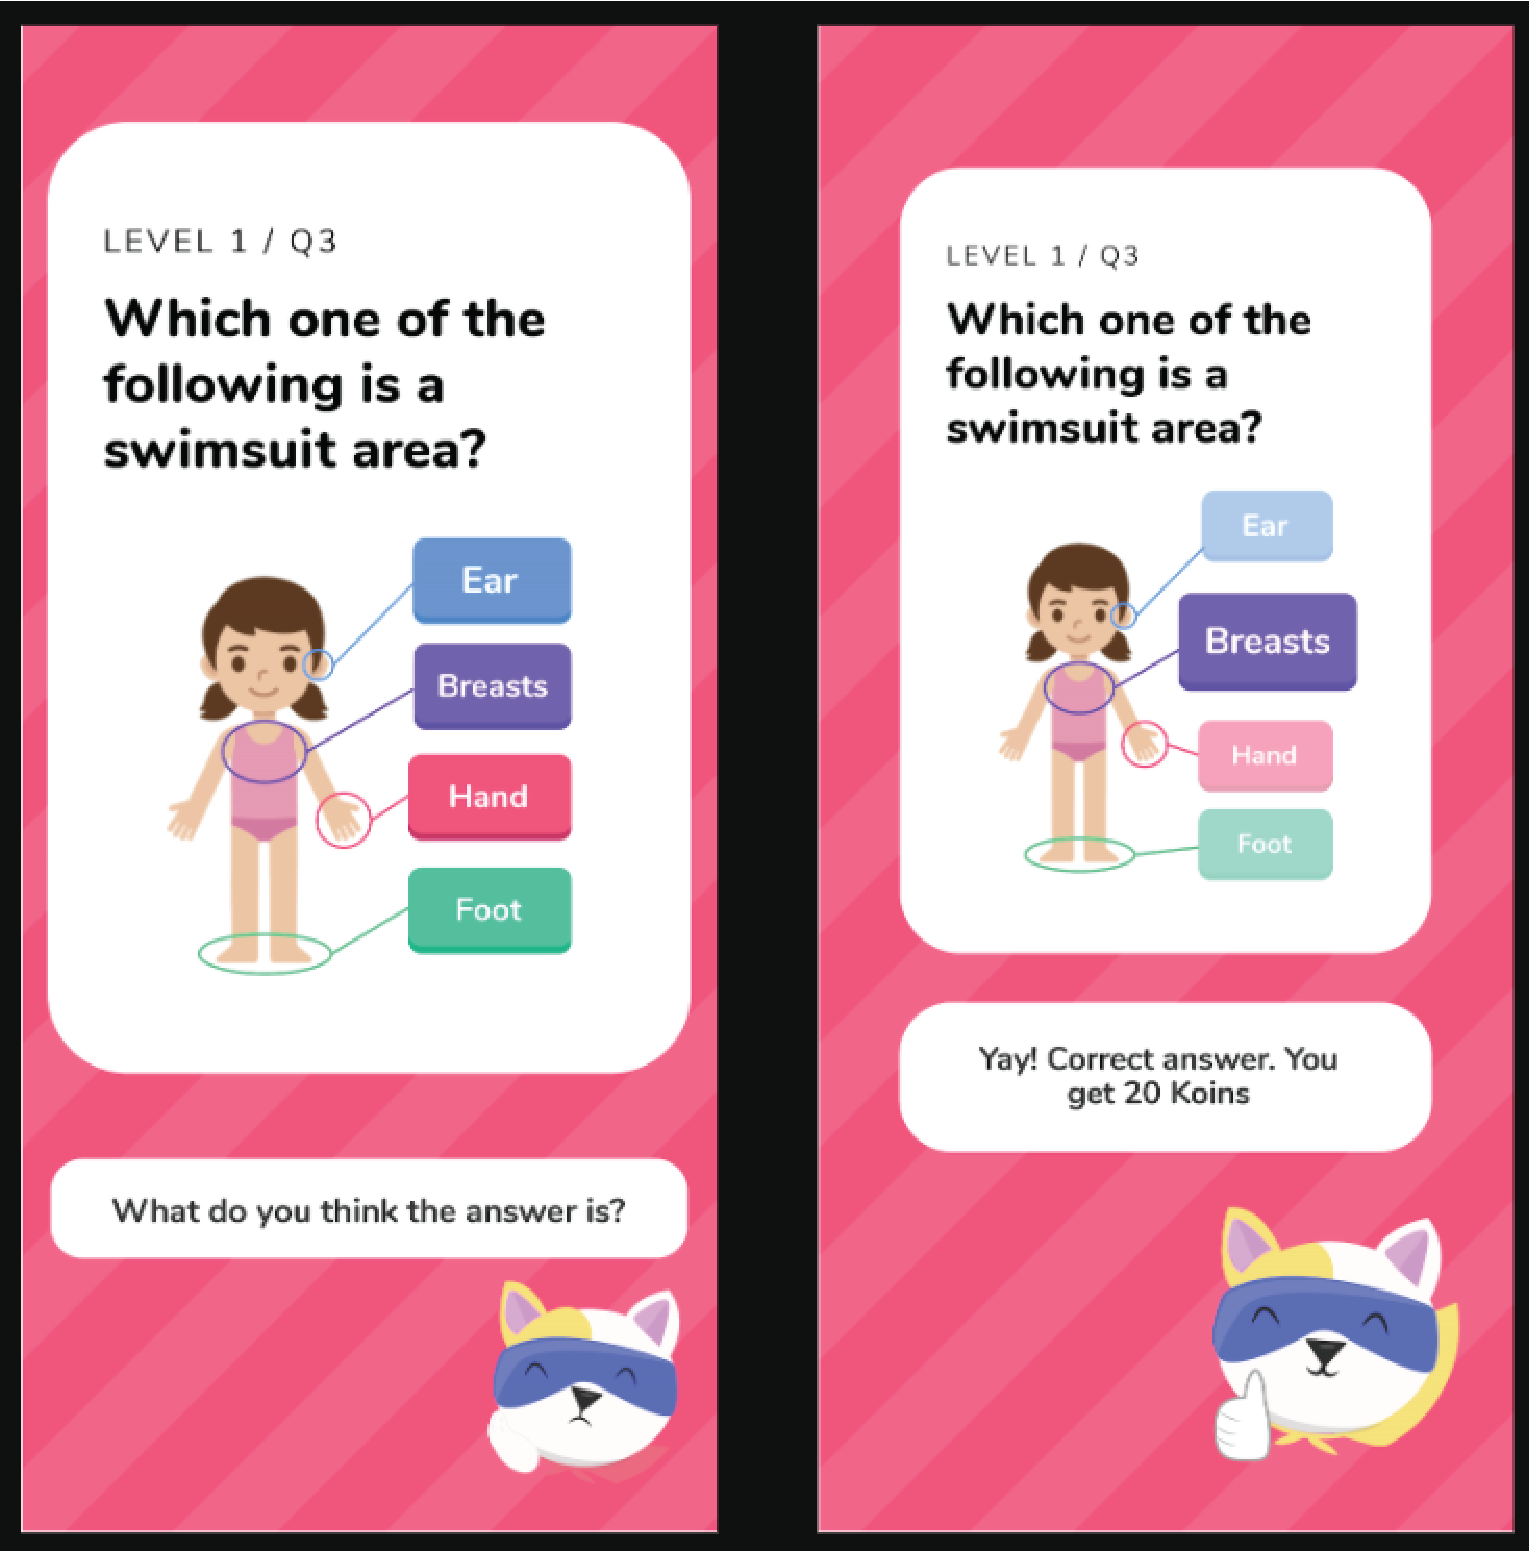 LEVEL 1 / Q3
Which one of the
following is a
swimsuit area?
Ear
Breasts
Hand
Foot
What do you think the answer is?
LEVEL 1 / Q3
Which one of the
following is a
swimsuit area?
Ear
Breasts
Hand
Foot
Yay! Correct answer. You
get 20 Koins